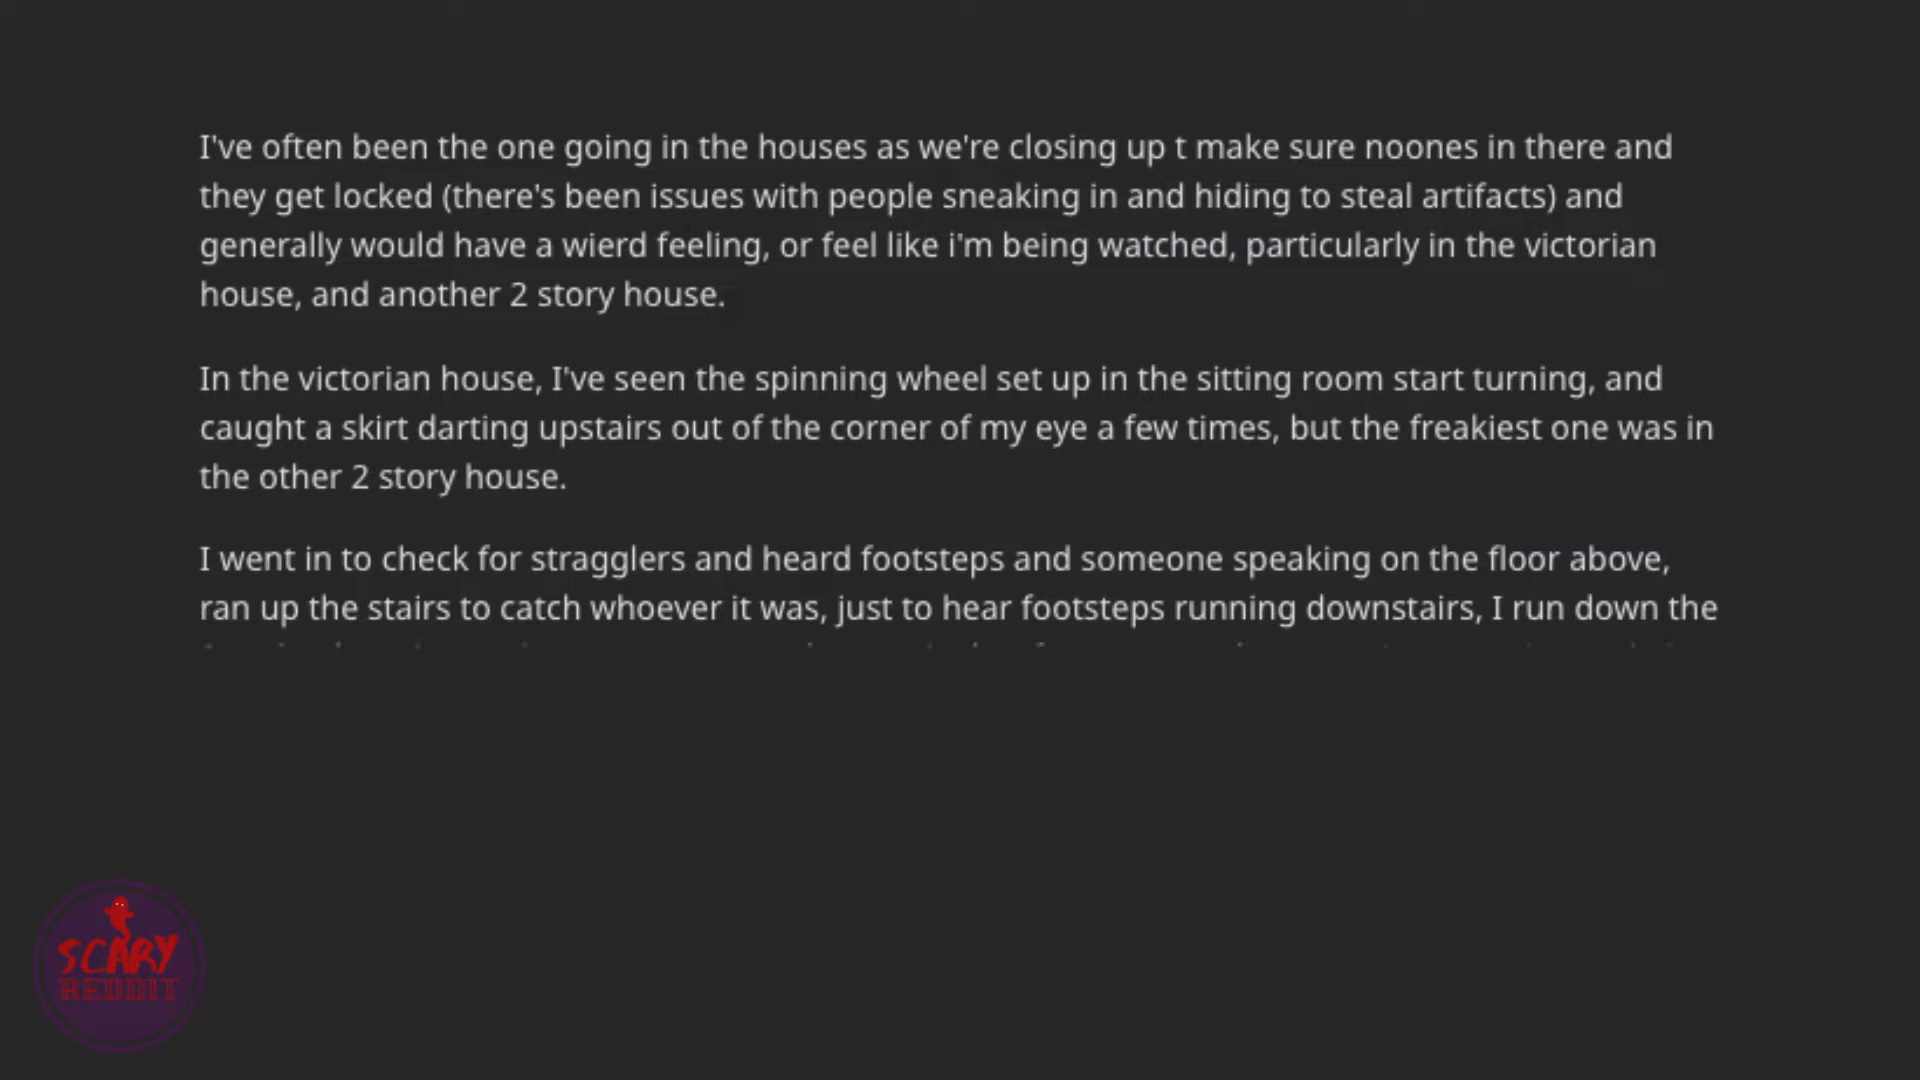 I've often been the one going in the houses as we're closing up t make sure noones in there and
they get locked (there's been issues with people sneaking in and hiding to steal artifacts) and
generally would have a wierd feeling, or feel like i'm being watched, particularly in the victorian
house, and another 2 story house.
In the victorian house, I've seen the spinning wheel set up in the sitting room start turning, and
caught a skirt darting upstairs out of the corner of my eye a few times, but the freakiest one was in
the other 2 story house.
I went in to check for stragglers and heard footsteps and someone speaking on the floor above,
ran up the stairs to catch whoever it was, just to hear footsteps running downstairs, I run down the
SCARY
REDDIT